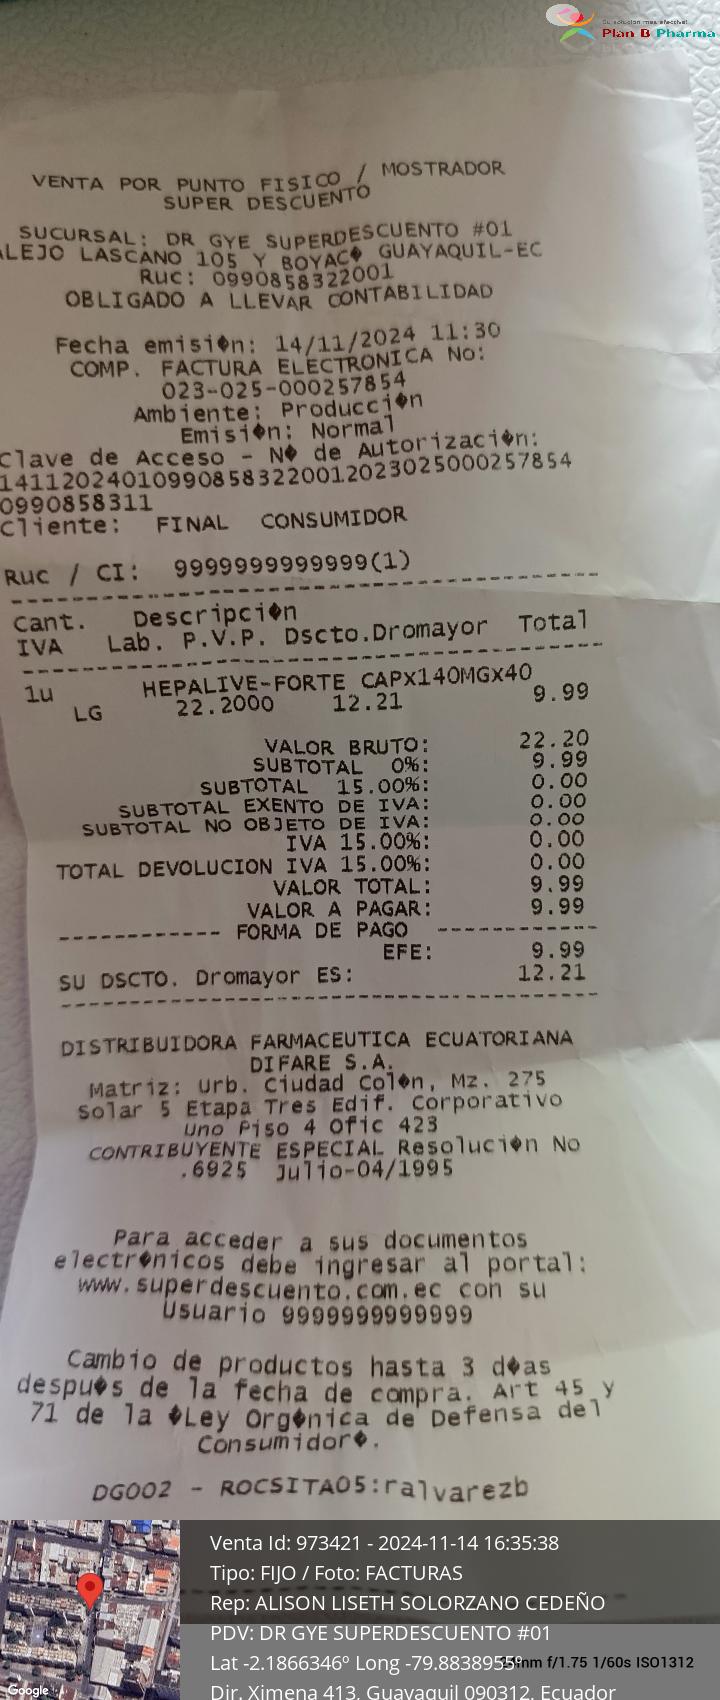 Su solucion mas efectiva!
Plan B Pharma
VENTA POR PUNTO FISICO / MOSTRADOR
SUPER DESCUENTO
SUCURSAL: DR GYE SUPERDESCUENTO #01
ALEJO LASCANO 105 Y BOYAC� GUAYAQUIL-EC
Ruc: 0990858322001
OBLIGADO A LLEVAR CONTABILIDAD
Fecha emisi�n: 14/11/2024 11:30
COMP. FACTURA ELECTRONICA No:
023-025-000257854
Ambiente: Producci�n
Emisi�n: Normal
Clave de Acceso - N� de Autorizaci�n:
141120240109908583220012023025000257854
0990858311
Cliente: FINAL CONSUMIDOR
Ruc / CI: 9999999999999(1)
Cant. Descripci�n
IVA Lab. P.V.P. Dscto.Dromayor Total
1u HEPALIVE-FORTE CAPX140MGX40
LG 22.2000 12.21 9.99
VALOR BRUTO: 22.20
SUBTOTAL 0%: 9.99
SUBTOTAL 15.00%: 0.00
SUBTOTAL EXENTO DE IVA: 0.00
SUBTOTAL NO OBJETO DE IVA: 0.00
IVA 15.00%: 0.00
TOTAL DEVOLUCION IVA 15.00%: 0.00
VALOR TOTAL: 9.99
VALOR A PAGAR: 9.99
------------ FORMA DE PAGO ------------
EFE: 9.99
SU DSCTO. Dromayor ES: 12.21
DISTRIBUIDORA FARMACEUTICA ECUATORIANA
DIFARE S.A.
Matriz: Urb. Ciudad Col�n, Mz. 275
Solar 5 Etapa Tres Edif. Corporativo
Uno Piso 4 Ofic 423
CONTRIBUYENTE ESPECIAL Resoluci�n No
.6925 Julio-04/1995
Para acceder a sus documentos
electr�nicos debe ingresar al portal:
www.superdescuento.com.ec con su
Usuario 9999999999999
Cambio de productos hasta 3 d�as
despu�s de la fecha de compra. Art 45 y
71 de la �Ley Org�nica de Defensa del
Consumidor�.
DG002 - ROCSITA05:ralvarezb
Venta Id: 973421 - 2024-11-14 16:35:38
Tipo: FIJO / Foto: FACTURAS
Rep: ALISON LISETH SOLORZANO CEDEÑO
PDV: DR GYE SUPERDESCUENTO #01
Lat -2.1866346º Long -79.8838955º
mm f/1.75 1/60s ISO1312
Dir. Ximena 413, Guayaquil 090312, Ecuador
Google